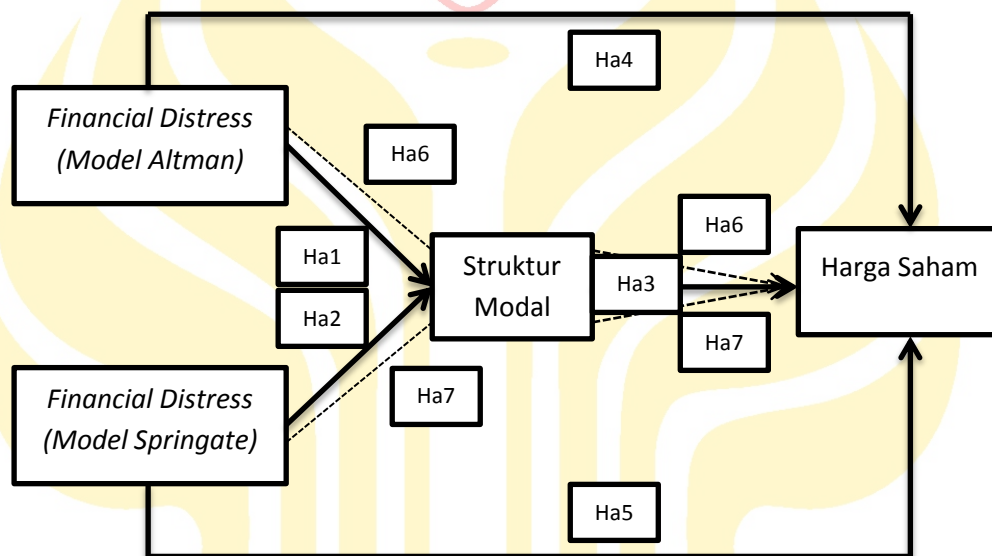 Ha4
Financial Distress
(Model Altman)
Ha6
Ha1
Ha2
Struktur
Modal
Ha3
Ha6
Ha7
Harga Saham
Financial Distress
(Model Springate)
Ha7
Ha5